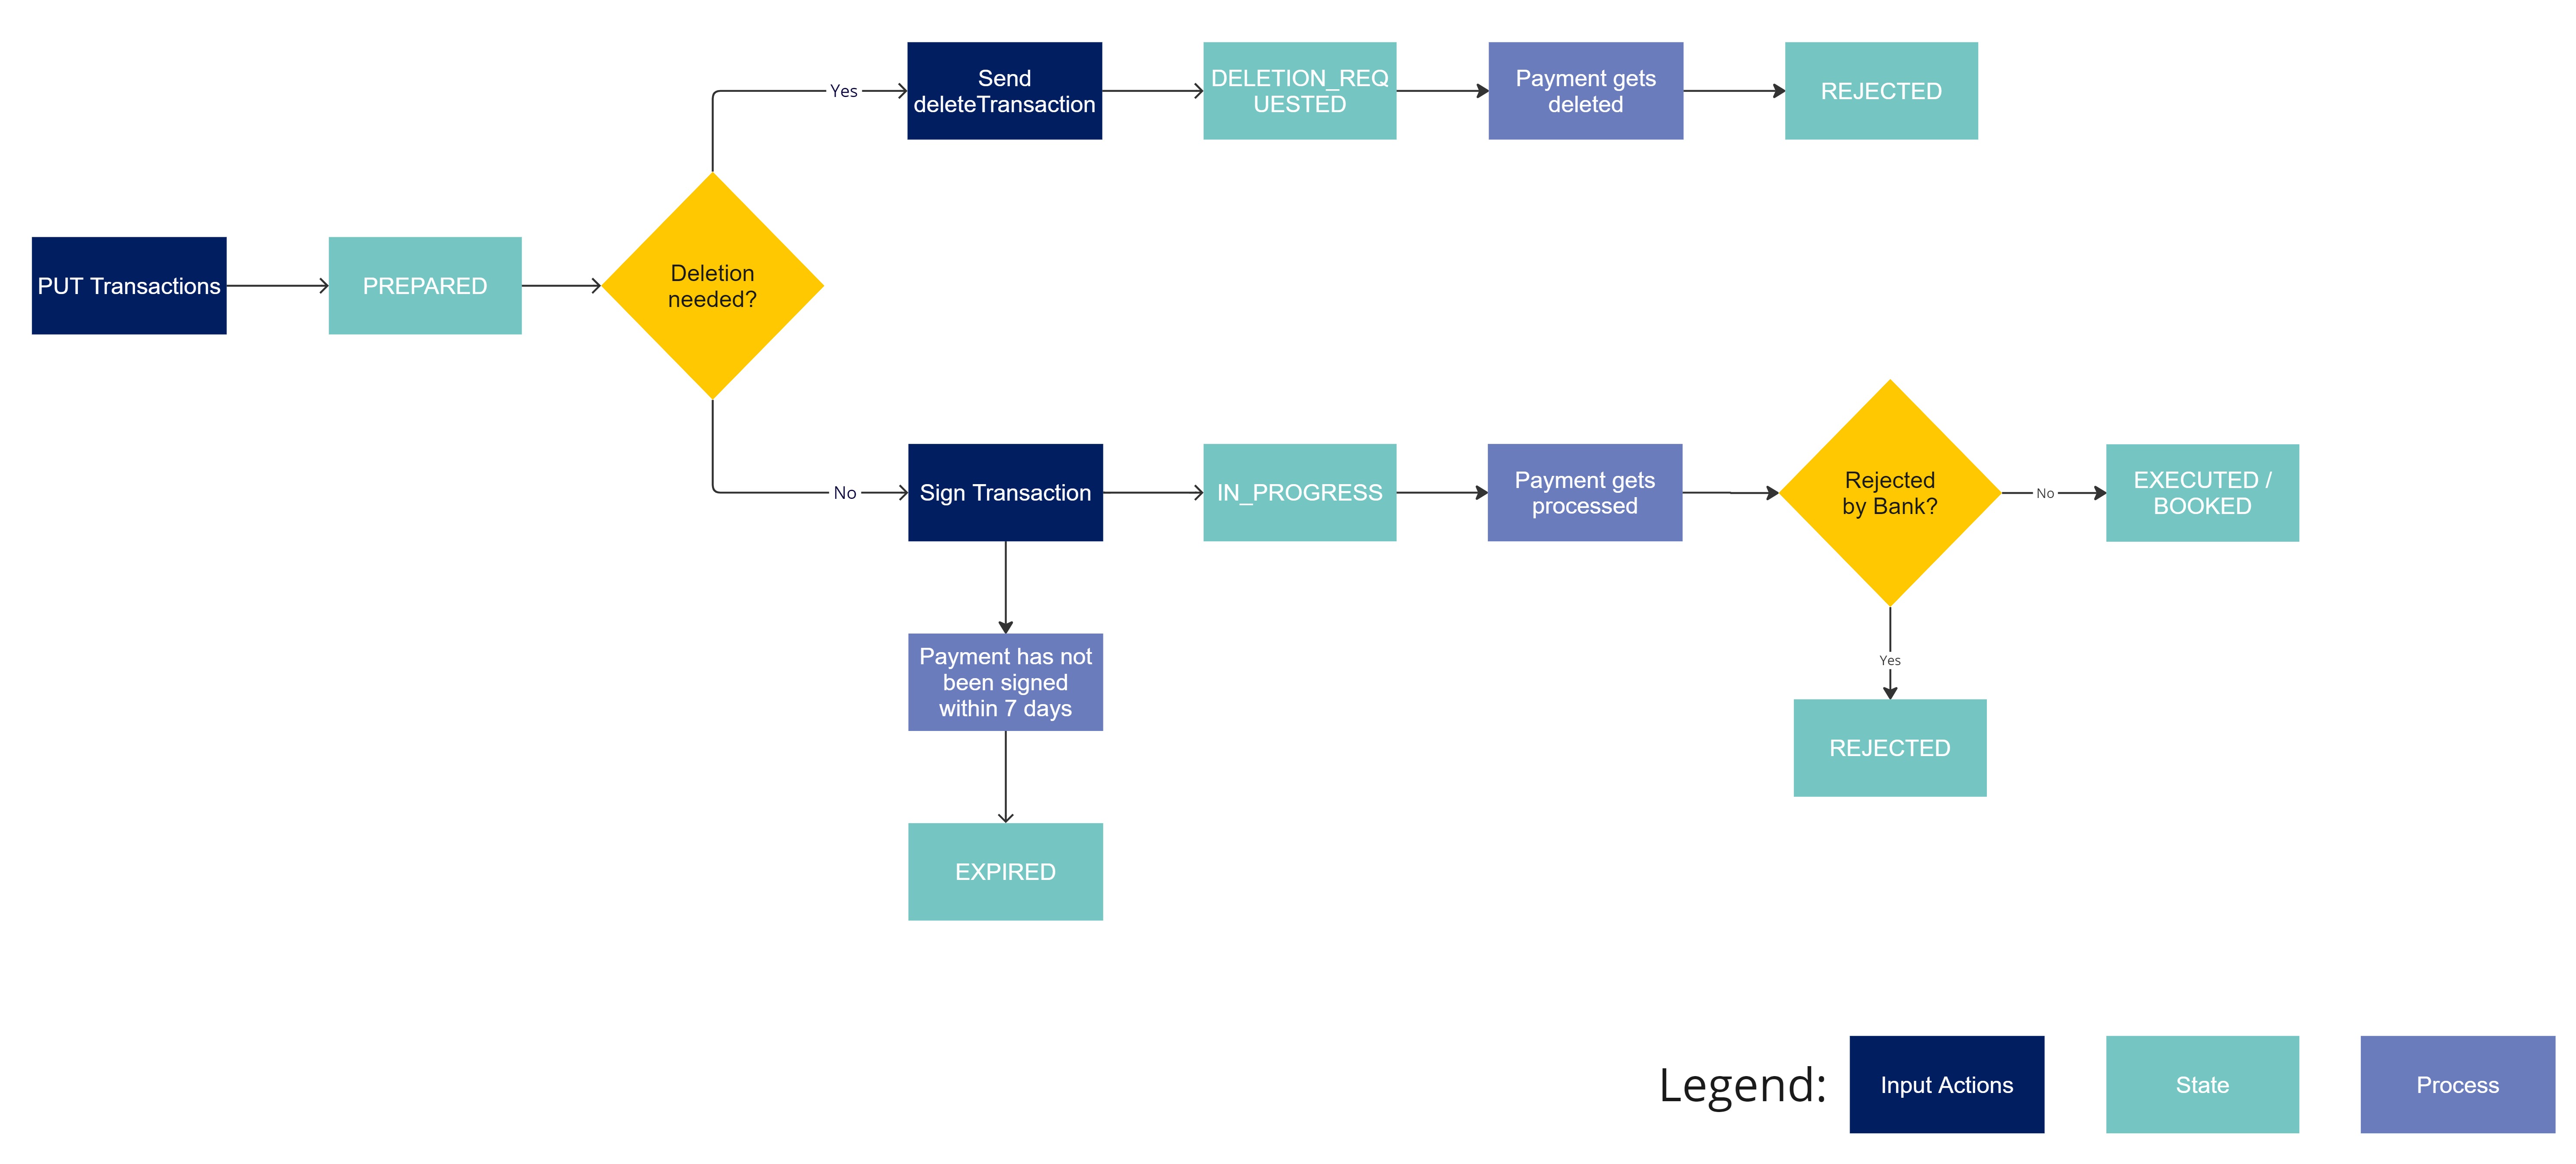 Yes
Send
deleteTransaction
DELETION_REQ
UESTED
Payment gets
deleted
REJECTED
PUT Transactions
PREPARED
Deletion
needed?
No
Sign Transaction
IN_PROGRESS
Payment gets
processed
Rejected
by Bank?
No
EXECUTED /
BOOKED
Payment has not
been signed
within 7 days
Yes
REJECTED
EXPIRED
Legend:
Input Actions
State
Process